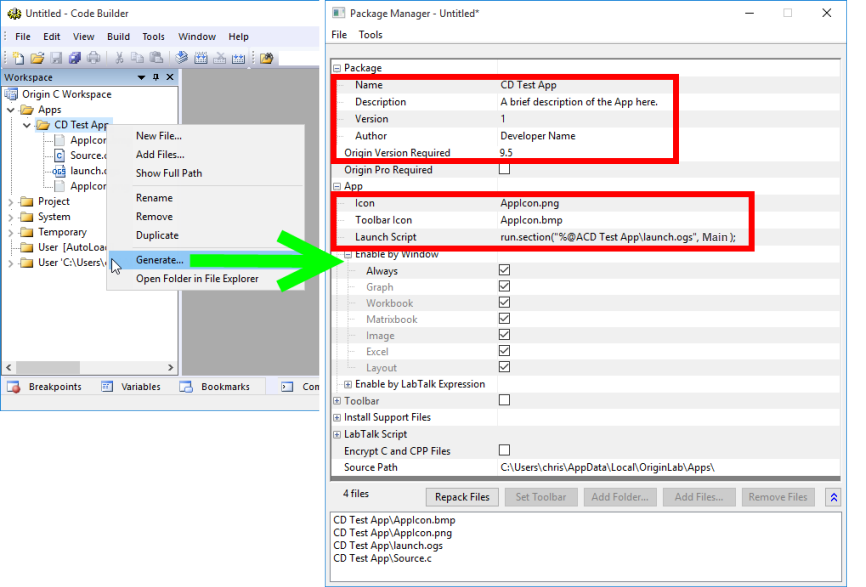 Untitled - Code Builder
File Edit View Build Tools Window Help
Workspace
Origin C Workspace
Apps
CD Test App
AppIcon
Source.c
launch.o
AppIcon
Project
System
Temporary
User [AutoLoa
User 'C:\Users\c
New File...
Add Files...
Show Full Path
Rename
Remove
Duplicate
Generate...
Open Folder in File Explorer
Breakpoints Variables Bookmarks Com
Package Manager - Untitled*
File Tools
Package
Name CD Test App
Description A brief description of the App here.
Version 1
Author Developer Name
Origin Version Required 9.5
Origin Pro Required
App
Icon AppIcon.png
Toolbar Icon AppIcon.bmp
Launch Script run.section("%@ACD Test App\launch.ogs", Main );
Enable by Window
Always
Graph
Workbook
Matrixbook
Image
Excel
Layout
Enable by LabTalk Expression
Toolbar
Install Support Files
LabTalk Script
Encrypt C and CPP Files
Source Path C:\Users\chris\AppData\Local\OriginLab\Apps\
4 files Repack Files Set Toolbar Add Folder... Add Files... Remove Files
CD Test App\AppIcon.bmp
CD Test App\AppIcon.png
CD Test App\launch.ogs
CD Test App\Source.c